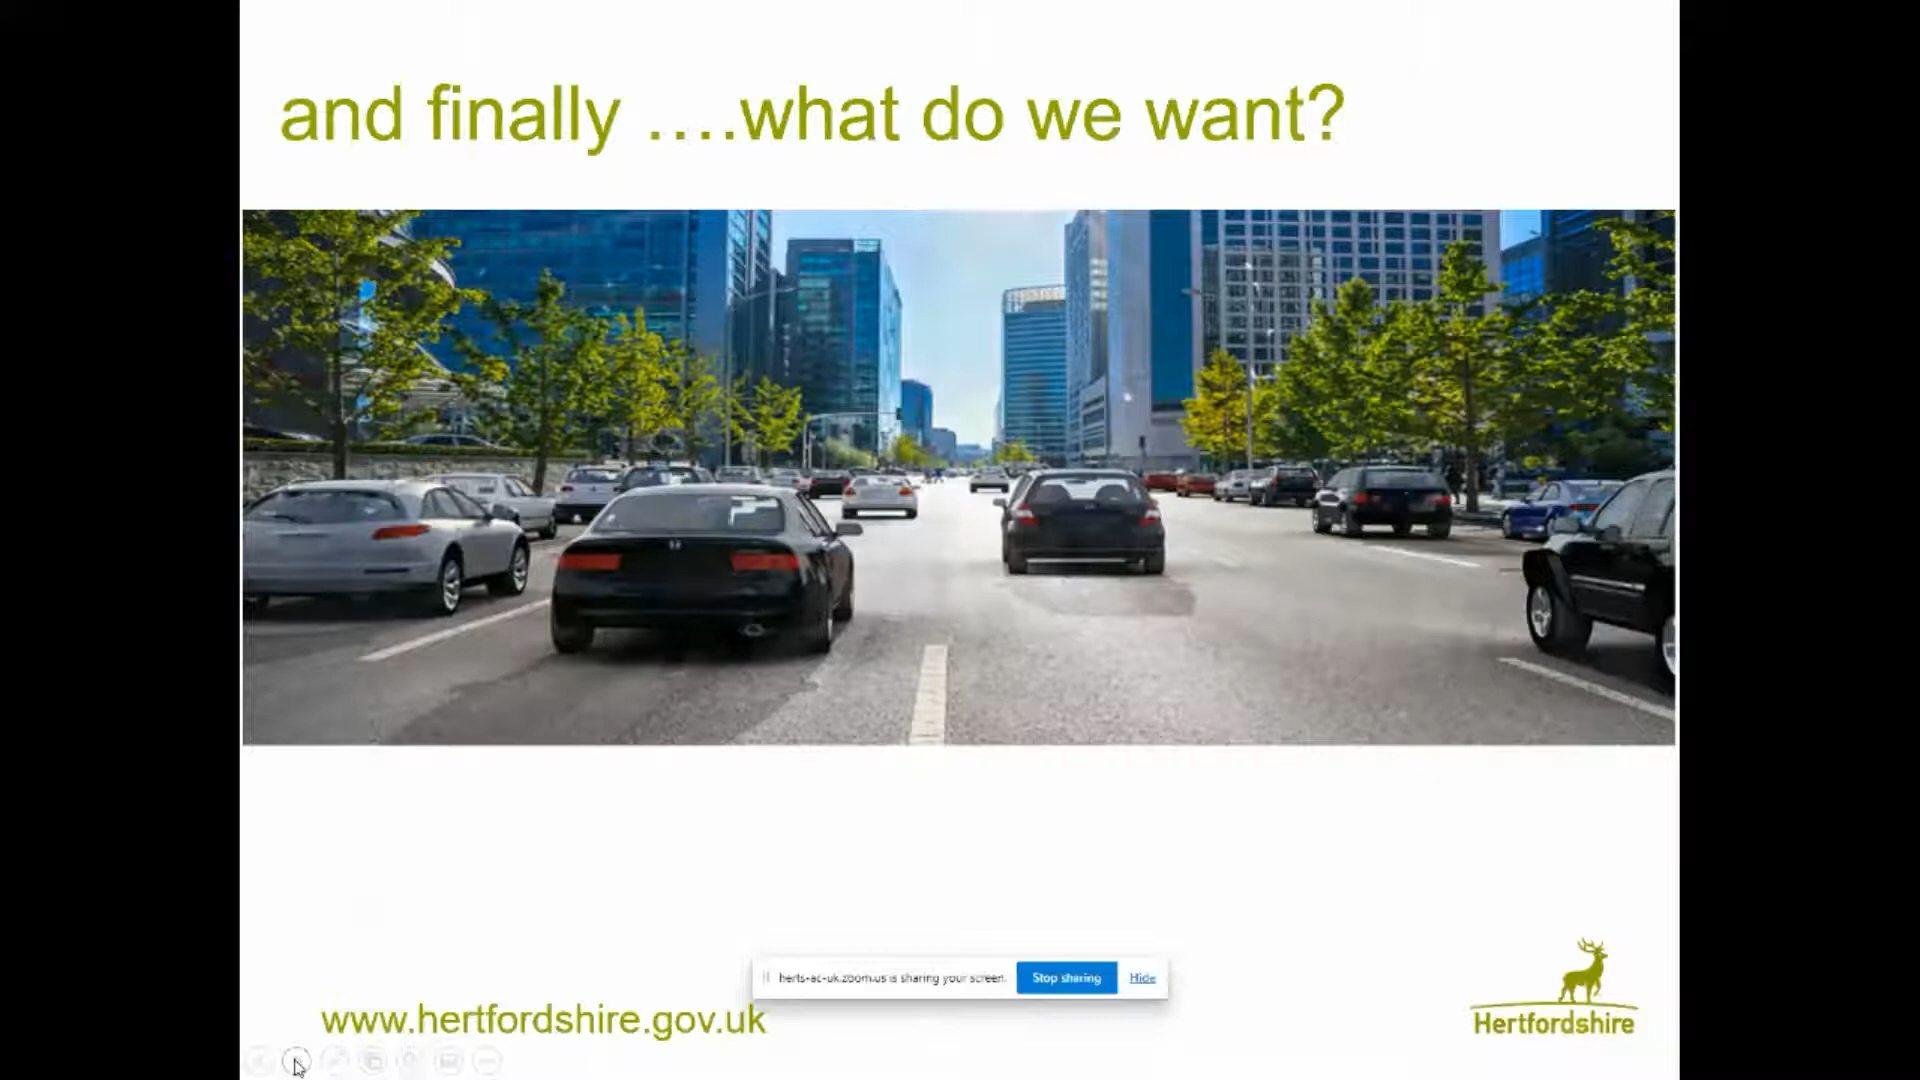 and finally ….what do we want?
herts-ac-uk.zoom.us is sharing your screen.
Stop sharing
Hide
www.hertfordshire.gov.uk
Hertfordshire